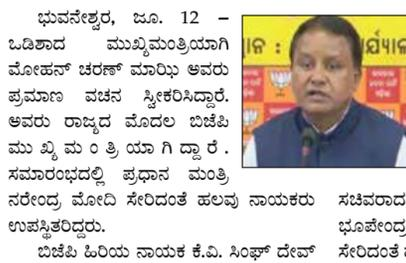 ಭುವನೇಶ್ವರ, ಜೂ. 12 –
ಒಡಿಶಾದ ಮುಖ್ಯಮಂತ್ರಿಯಾಗಿ
ಮೋಹನ್ ಚರಣ್ ಮಾಝಿ ಅವರು
ಪ್ರಮಾಣ ವಚನ ಸ್ವೀಕರಿಸಿದ್ದಾರೆ.
ಅವರು ರಾಜ್ಯದ ಮೊದಲ ಬಿಜೆಪಿ
ಮುಖ್ಯಮಂತ್ರಿಯಾಗಿದ್ದಾರೆ.
ಸಮಾರಂಭದಲ್ಲಿ ಪ್ರಧಾನ ಮಂತ್ರಿ
ನರೇಂದ್ರ ಮೋದಿ ಸೇರಿದಂತೆ ಹಲವು ನಾಯಕರು
ಉಪಸ್ಥಿತರಿದ್ದರು.
ಬಿಜೆಪಿ ಹಿರಿಯ ನಾಯಕ ಕೆ.ವಿ. ಸಿಂಘ್ ದೇವ್
ಸಚಿವರಾದ
ಭೂಪೇಂದ್ರ
ಸೇರಿದಂತೆ